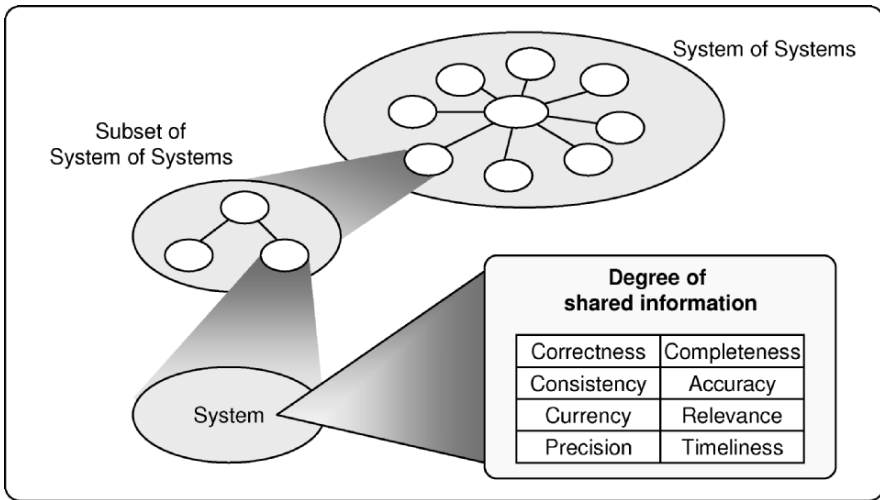 System of Systems
Subset of
System of Systems
Degree of
shared information
Correctness Completeness
Consistency Accuracy
Currency Relevance
Precision Timeliness
System